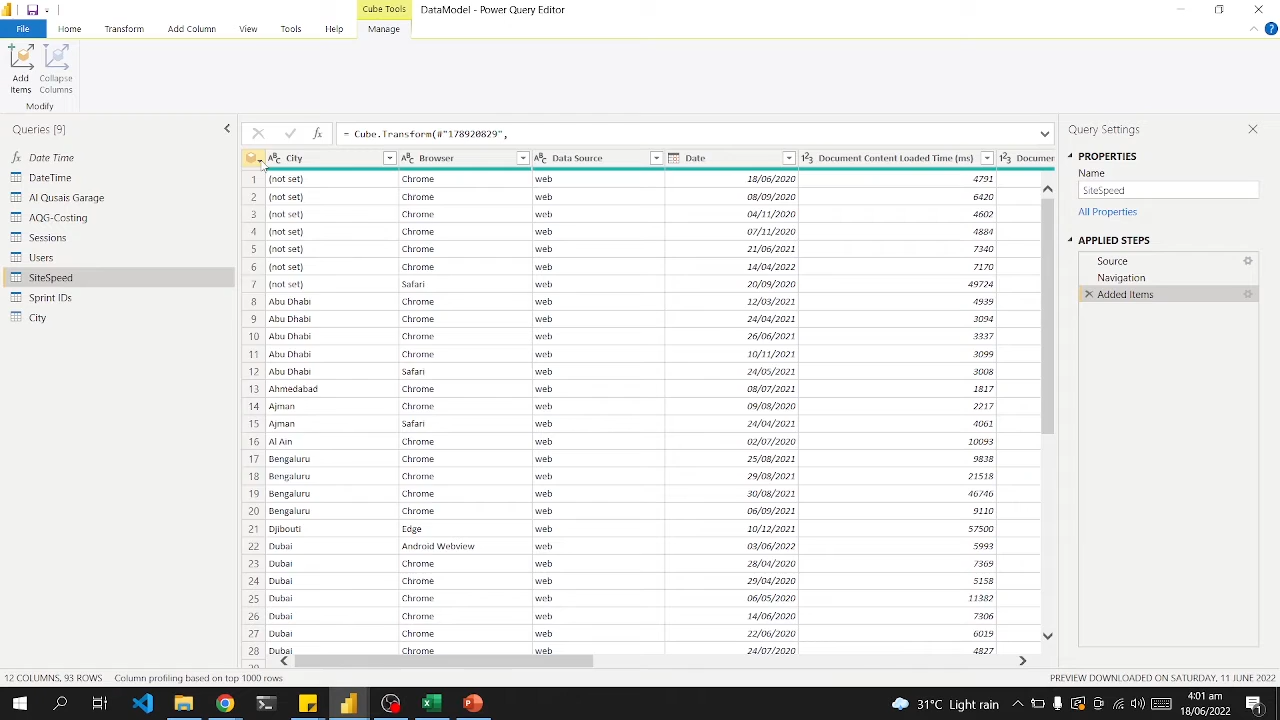 Cube Tools
DataModel - Power Query Editor
File
Home
Transform
Add Column
View
Tools
Help
Manage
Add
Items
Collapse
Columns
Modify
Queries [9]
= Cube.Transform(#"178920829",
Query Settings
fx Date Time
DateTime
Al Qusais Garage
AQG-Costing
Sessions
Users
SiteSpeed
Sprint IDs
City
City Browser Data Source Date Document Content Loaded Time (ms) Documen
1 (not set) Chrome web 18/06/2020 4791
2 (not set) Chrome web 08/09/2020 6420
3 (not set) Chrome web 04/11/2020 4602
4 (not set) Chrome web 07/11/2020 4884
5 (not set) Chrome web 21/06/2021 7340
6 (not set) Chrome web 14/04/2022 7170
7 (not set) Safari web 20/09/2020 49724
8 Abu Dhabi Chrome web 12/03/2021 4939
9 Abu Dhabi Chrome web 24/04/2021 3094
10 Abu Dhabi Chrome web 26/06/2021 3337
11 Abu Dhabi Chrome web 10/11/2021 3099
12 Abu Dhabi Safari web 24/05/2021 3008
13 Ahmedabad Chrome web 08/07/2021 1817
14 Ajman Chrome web 09/08/2020 2217
15 Ajman Safari web 24/04/2021 4061
16 Al Ain Chrome web 02/07/2020 10093
17 Bengaluru Chrome web 25/08/2021 9838
18 Bengaluru Chrome web 29/08/2021 21518
19 Bengaluru Chrome web 30/08/2021 46746
20 Bengaluru Chrome web 06/09/2021 9110
21 Djibouti Edge web 10/12/2021 57500
22 Dubai Android Webview web 03/06/2022 5993
23 Dubai Chrome web 28/04/2020 7369
24 Dubai Chrome web 29/04/2020 5158
25 Dubai Chrome web 06/05/2020 11382
26 Dubai Chrome web 14/06/2020 7306
27 Dubai Chrome web 22/06/2020 6019
28 Dubai Chrome web 24/07/2020 4827
PROPERTIES
Name
SiteSpeed
All Properties
APPLIED STEPS
Source
Navigation
Added Items
12 COLUMNS, 93 ROWS
Column profiling based on top 1000 rows
PREVIEW DOWNLOADED ON SATURDAY, 11 JUNE 2022
31°C Light rain
4:01 am
18/06/2022